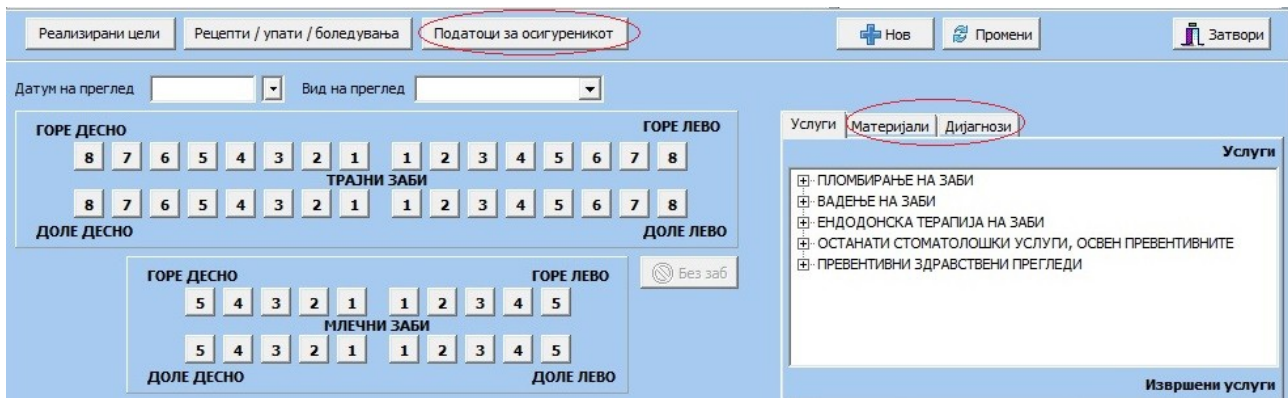 Реализирани цели Рецепти / упати / боледувања Податоци за осигуреникот Нов Промени Затвори
Датум на преглед Вид на преглед
ГОРЕ ДЕСНО ГОРЕ ЛЕВО
8 7 6 5 4 3 2 1 1 2 3 4 5 6 7 8
ТРАЈНИ ЗАБИ
8 7 6 5 4 3 2 1 1 2 3 4 5 6 7 8
ДОЛЕ ДЕСНО ДОЛЕ ЛЕВО
ГОРЕ ДЕСНО ГОРЕ ЛЕВО
5 4 3 2 1 1 2 3 4 5
МЛЕЧНИ ЗАБИ
5 4 3 2 1 1 2 3 4 5
ДОЛЕ ДЕСНО ДОЛЕ ЛЕВО
Без заб
Услуги Материјали Дијагнози
Услуги
ПЛОМБИРАЊЕ НА ЗАБИ
ВАДЕЊЕ НА ЗАБИ
ЕНДОДОНСКА ТЕРАПИЈА НА ЗАБИ
ОСТАНАТИ СТОМАТОЛОШКИ УСЛУГИ, ОСВЕН ПРЕВЕНТИВНИТЕ
ПРЕВЕНТИВНИ ЗДРАВСТВЕНИ ПРЕГЛЕДИ
Извршени услуги